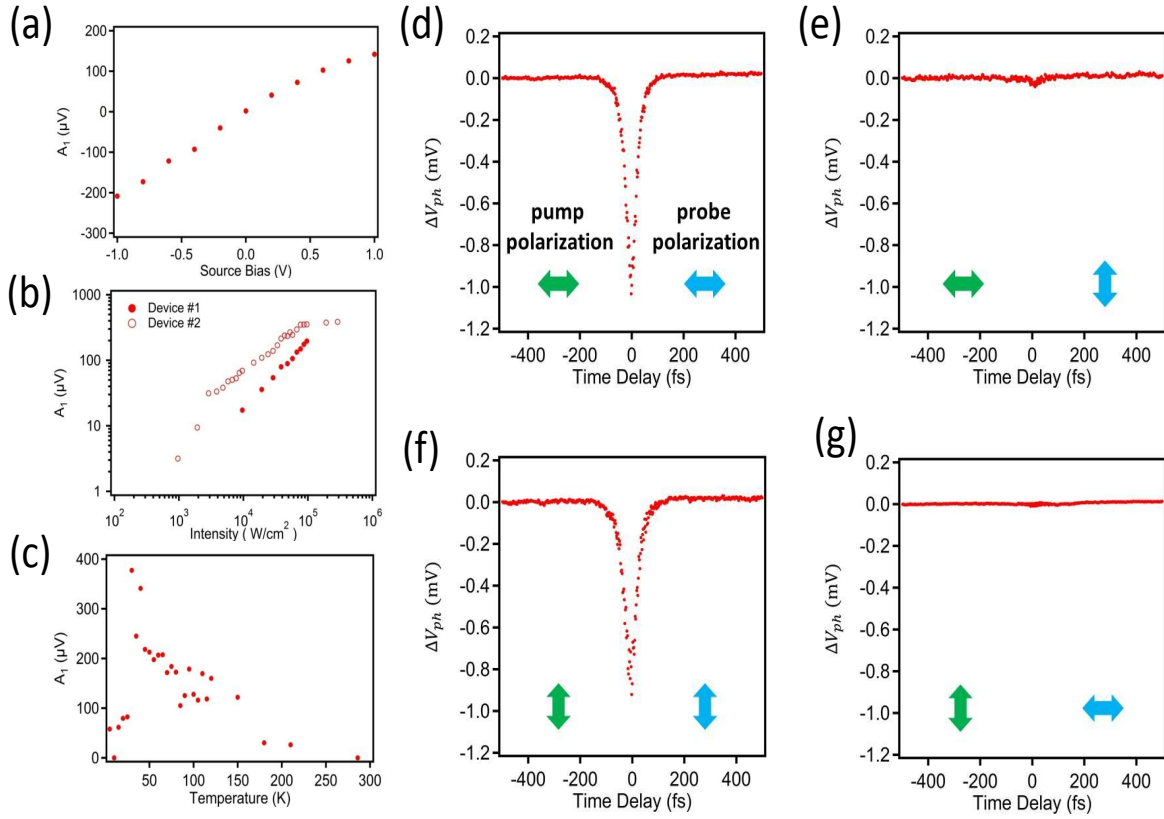 (a)
200
100
0
-100
-200
-300
A₁ (µV)
-1.0 -0.5 0.0 0.5 1.0
Source Bias (V)
(b)
1000
100
10
1
A₁ (µV)
Device #1
Device #2
10² 10³ 10⁴ 10⁵ 10⁶
Intensity ( W/cm² )
(c)
400
300
200
100
0
A₁ (µV)
50 100 150 200 250 300
Temperature (K)
(d)
0.2
0.0
-0.2
-0.4
-0.6
-0.8
-1.0
-1.2
ΔVph (mV)
pump polarization
probe polarization
-400 -200 0 200 400
Time Delay (fs)
(e)
0.2
0.0
-0.2
-0.4
-0.6
-0.8
-1.0
-1.2
ΔVph (mV)
-400 -200 0 200 400
Time Delay (fs)
(f)
0.2
0.0
-0.2
-0.4
-0.6
-0.8
-1.0
-1.2
ΔVph (mV)
-400 -200 0 200 400
Time Delay (fs)
(g)
0.2
0.0
-0.2
-0.4
-0.6
-0.8
-1.0
-1.2
ΔVph (mV)
-400 -200 0 200 400
Time Delay (fs)